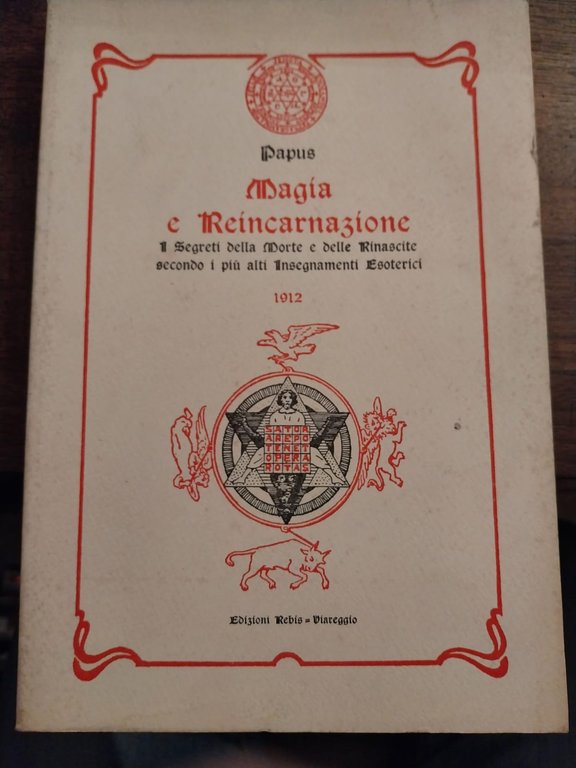 Papus
Magia
e Reincarnazione
I Segreti della Morte e delle Rinascite
secondo i più alti Insegnamenti Esoterici
1912
SATOR
AREPO
TENET
OPERA
ROTAS
Edizioni Rebis = Viareggio